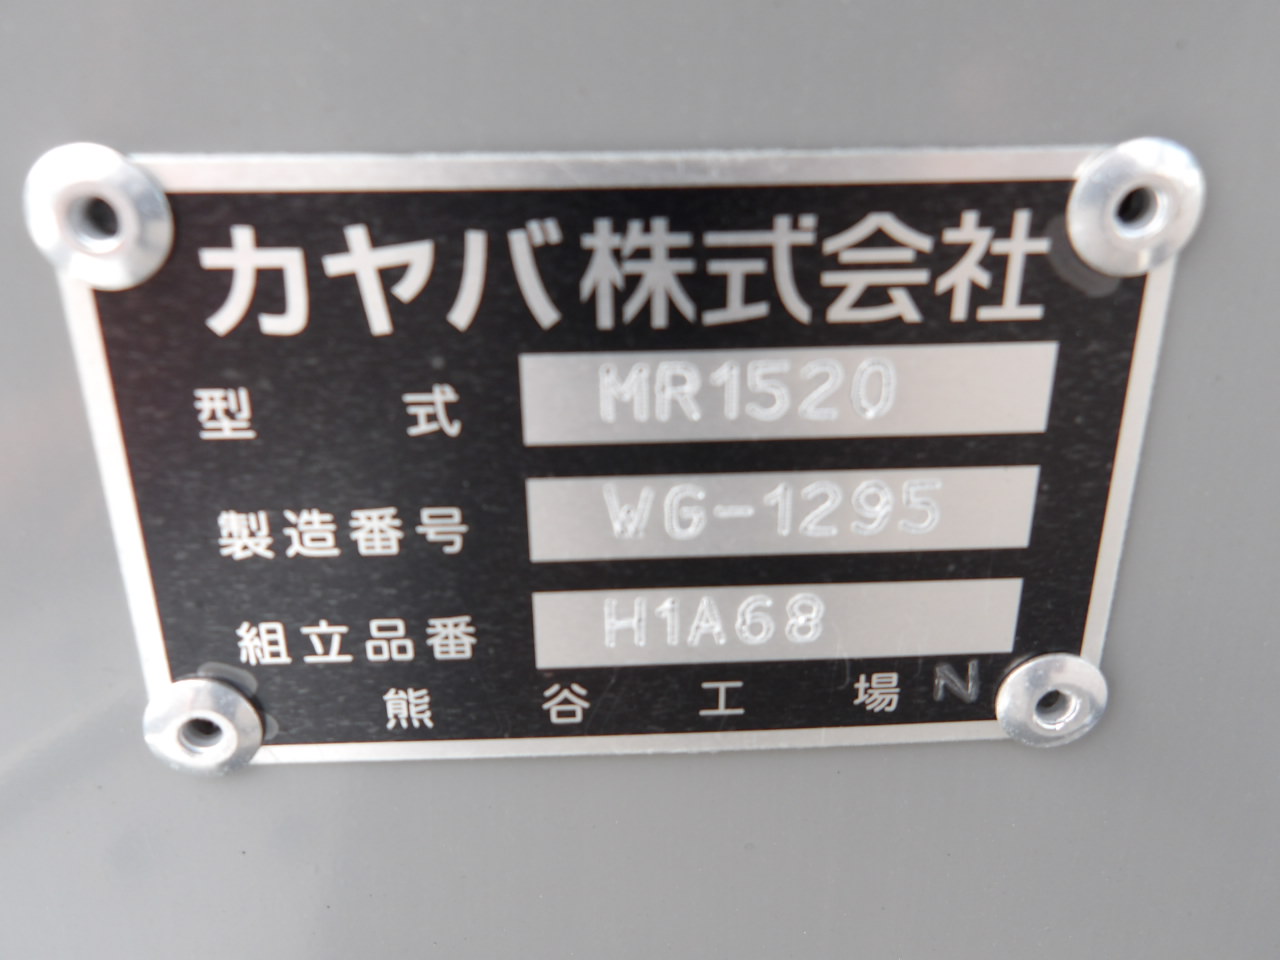 カヤバ株式会社
型式 MR1520
製造番号 WG-1295
組立品番 H1A68
熊谷工場 N